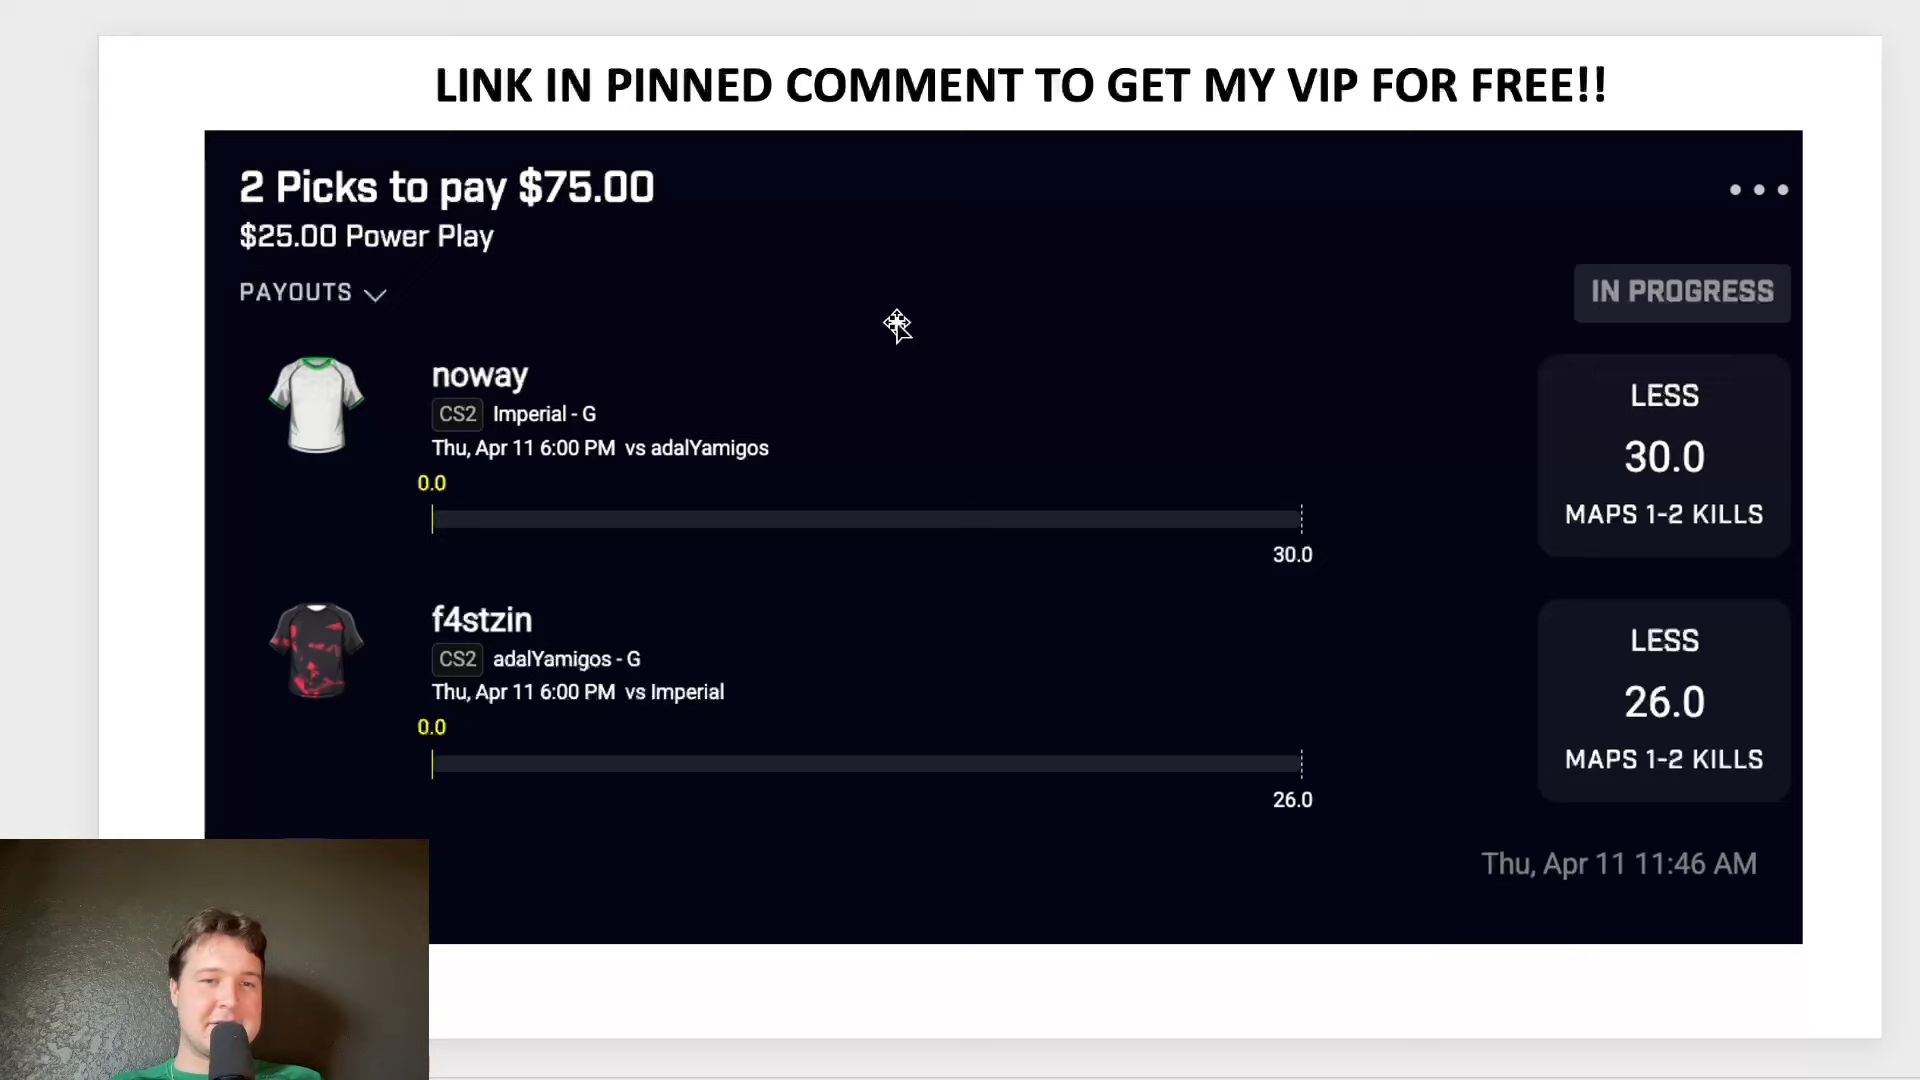 LINK IN PINNED COMMENT TO GET MY VIP FOR FREE!!
2 Picks to pay $75.00
$25.00 Power Play
PAYOUTS
IN PROGRESS
noway
CS2 Imperial - G
Thu, Apr 11 6:00 PM vs adalYamigos
0.0
30.0
LESS
30.0
MAPS 1-2 KILLS
f4stzin
CS2 adalYamigos - G
Thu, Apr 11 6:00 PM vs Imperial
0.0
26.0
LESS
26.0
MAPS 1-2 KILLS
Thu, Apr 11 11:46 AM